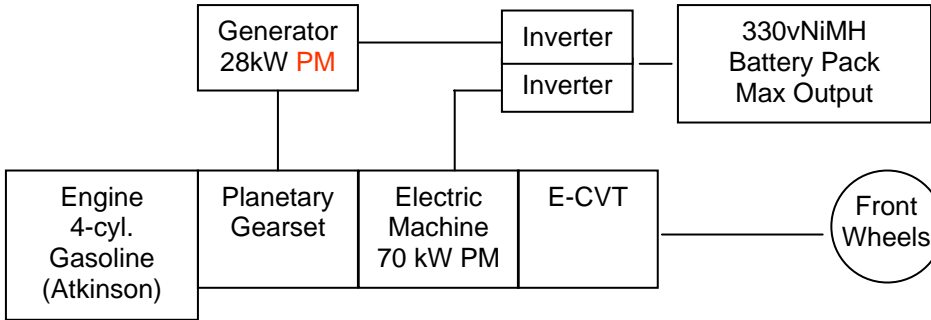 Generator
28kW PM
Inverter
Inverter
330vNiMH
Battery Pack
Max Output
Engine
4-cyl.
Gasoline
(Atkinson)
Planetary
Gearset
Electric
Machine
70 kW PM
E-CVT
Front
Wheels